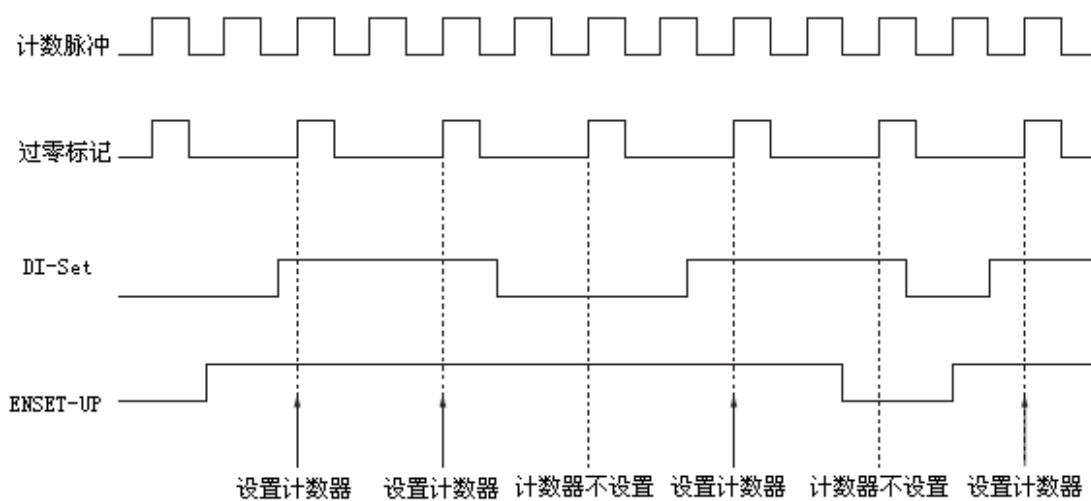 计数脉冲
过零标记
DI-Set
ENSET-UP
设置计数器 设置计数器 计数器不设置 设置计数器 计数器不设置 设置计数器